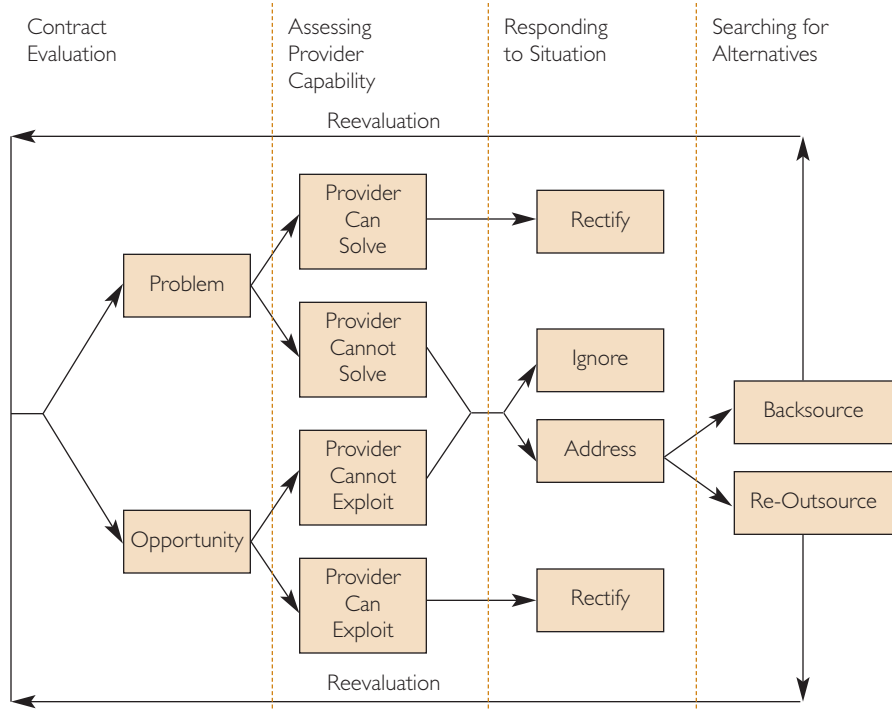 Contract
Evaluation
Assessing
Provider
Capability
Responding
to Situation
Searching for
Alternatives
Reevaluation
Provider
Can
Solve
Rectify
Problem
Provider
Cannot
Solve
Ignore
Backsource
Provider
Cannot
Exploit
Address
Re-Outsource
Opportunity
Provider
Can
Exploit
Rectify
Reevaluation